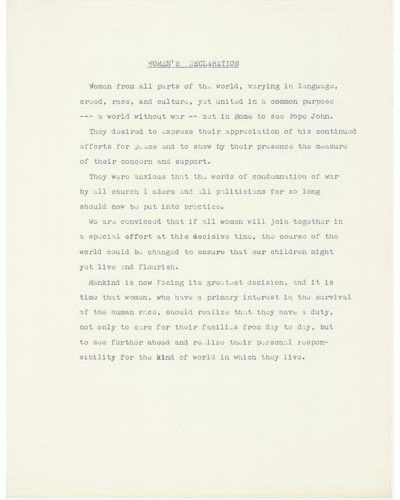 WOMEN'S DECLARATION
Women from all parts of the world, varying in language,
creed, race, and culture, yet united in a common purpose
--- a world without war -- met in Rome to see Pope John.
They desired to express their appreciation of his continued
efforts for peace and to show by their presence the measure
of their concern and support.
They were anxious that the words of condemnation of war
by all church l aders and all politicians for so long
should now be put into practice.
We are convinced that if all women will join together in
a special effort at this decisive time, the course of the
world could be changed to ensure that our children might
yet live and flourish.
Mankind is now facing its greatest decision, and it is
time that women, who have a primary interest in the survival
of the human race, should realize that they have a duty,
not only to care for their families from day to day, but
to see further ahead and realize their personal respon-
sibility for the kind of world in which they live.